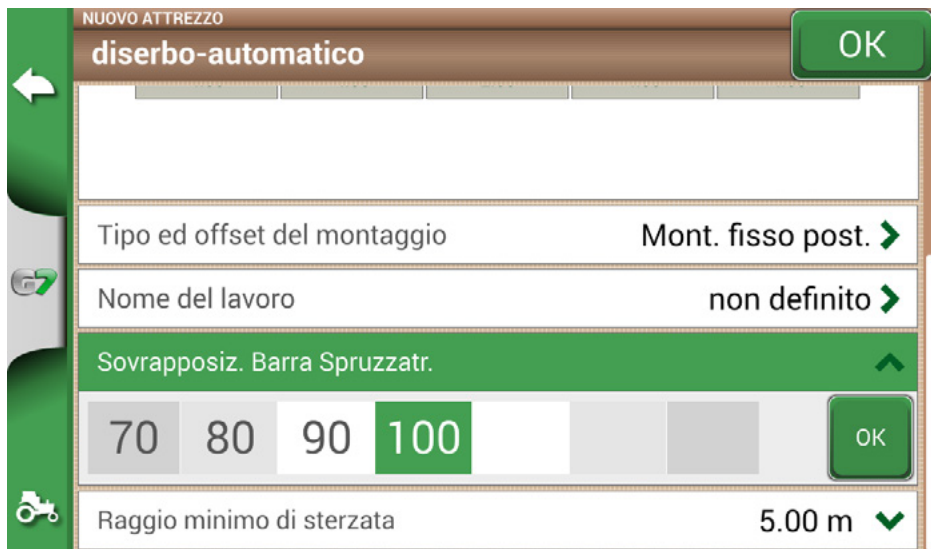 NUOVO ATTREZZO
diserbo-automatico
OK
Tipo ed offset del montaggio Mont. fisso post.
G7
Nome del lavoro non definito
Sovrapposiz. Barra Spruzzatr.
70 80 90 100 OK
Raggio minimo di sterzata 5.00 m